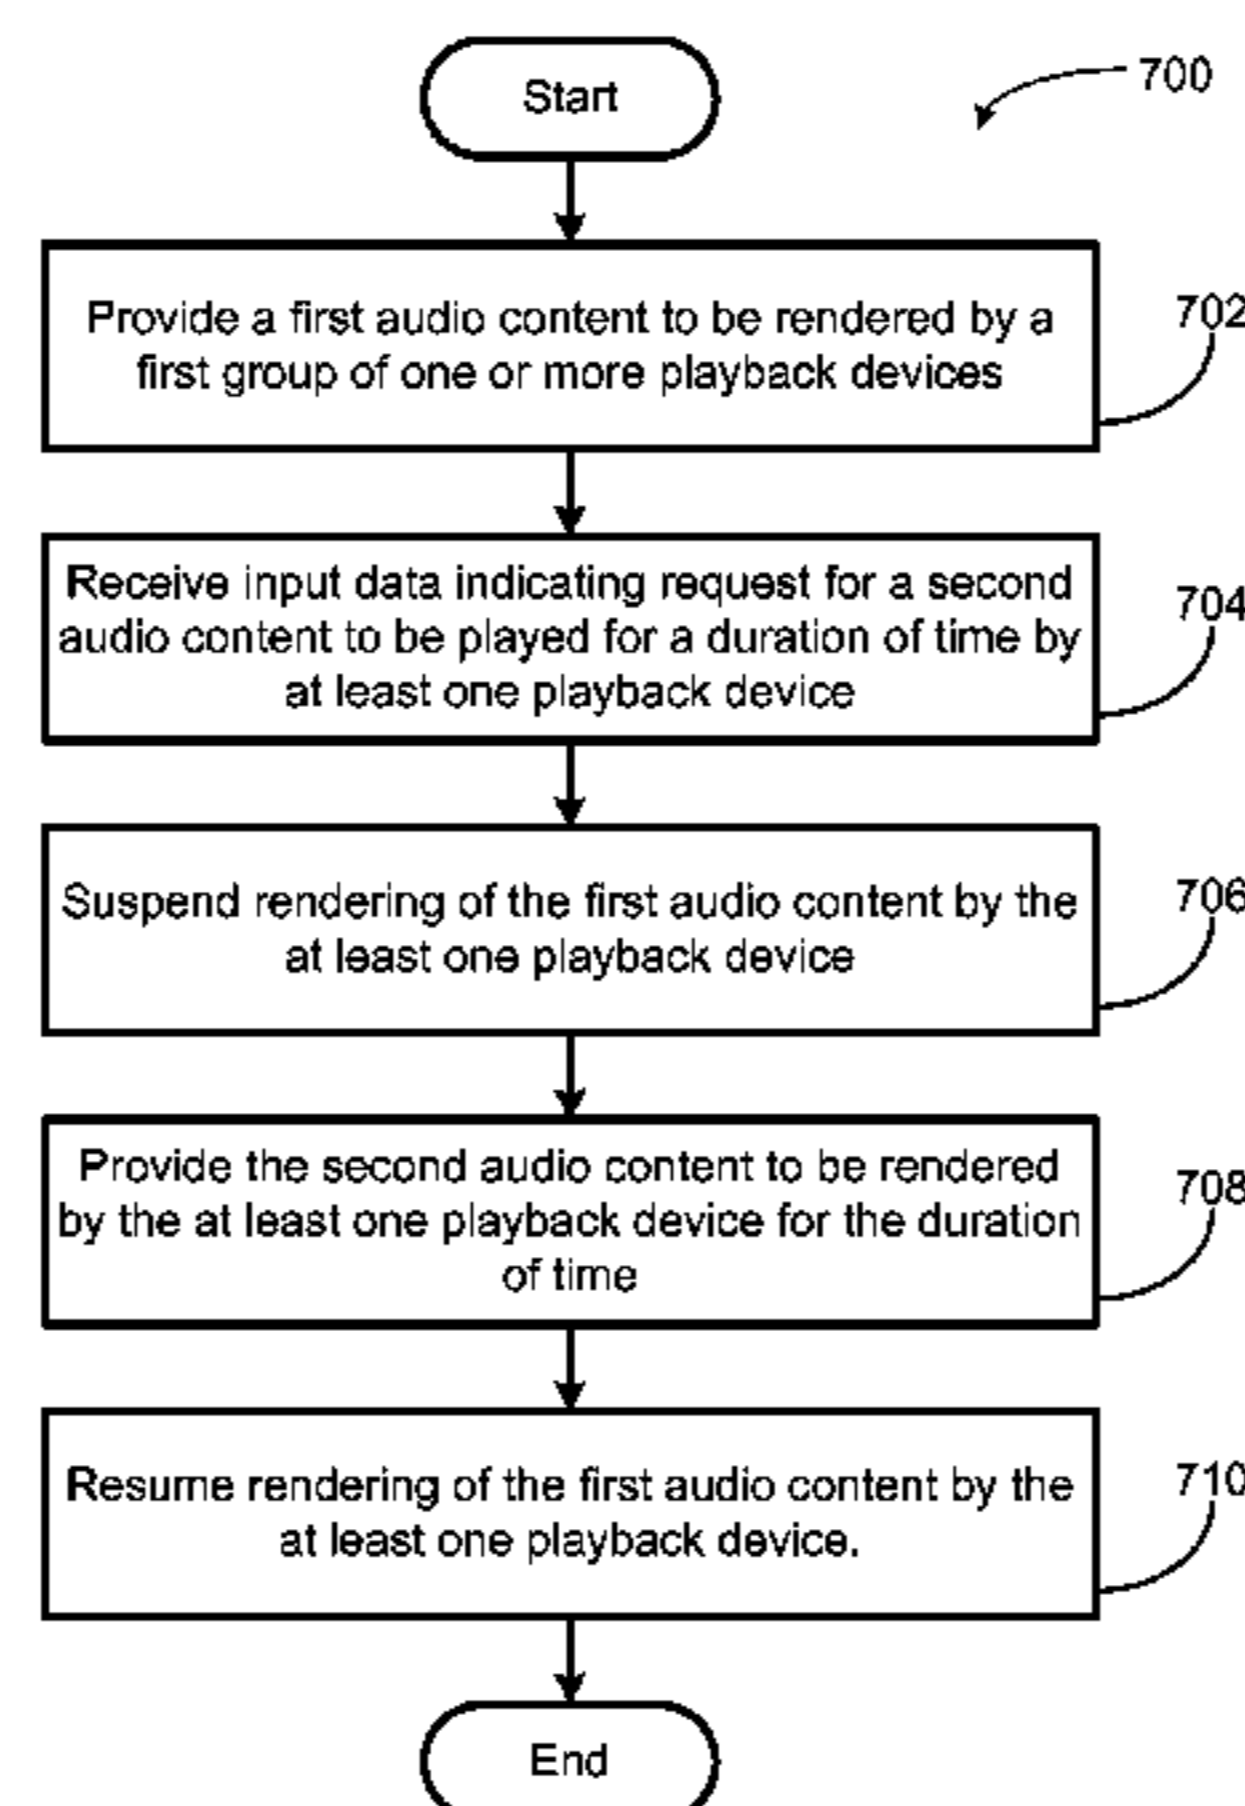 Start
700
Provide a first audio content to be rendered by a
first group of one or more playback devices
702
Receive input data indicating request for a second
audio content to be played for a duration of time by
at least one playback device
704
Suspend rendering of the first audio content by the
at least one playback device
706
Provide the second audio content to be rendered
by the at least one playback device for the duration
of time
708
Resume rendering of the first audio content by the
at least one playback device.
710
End